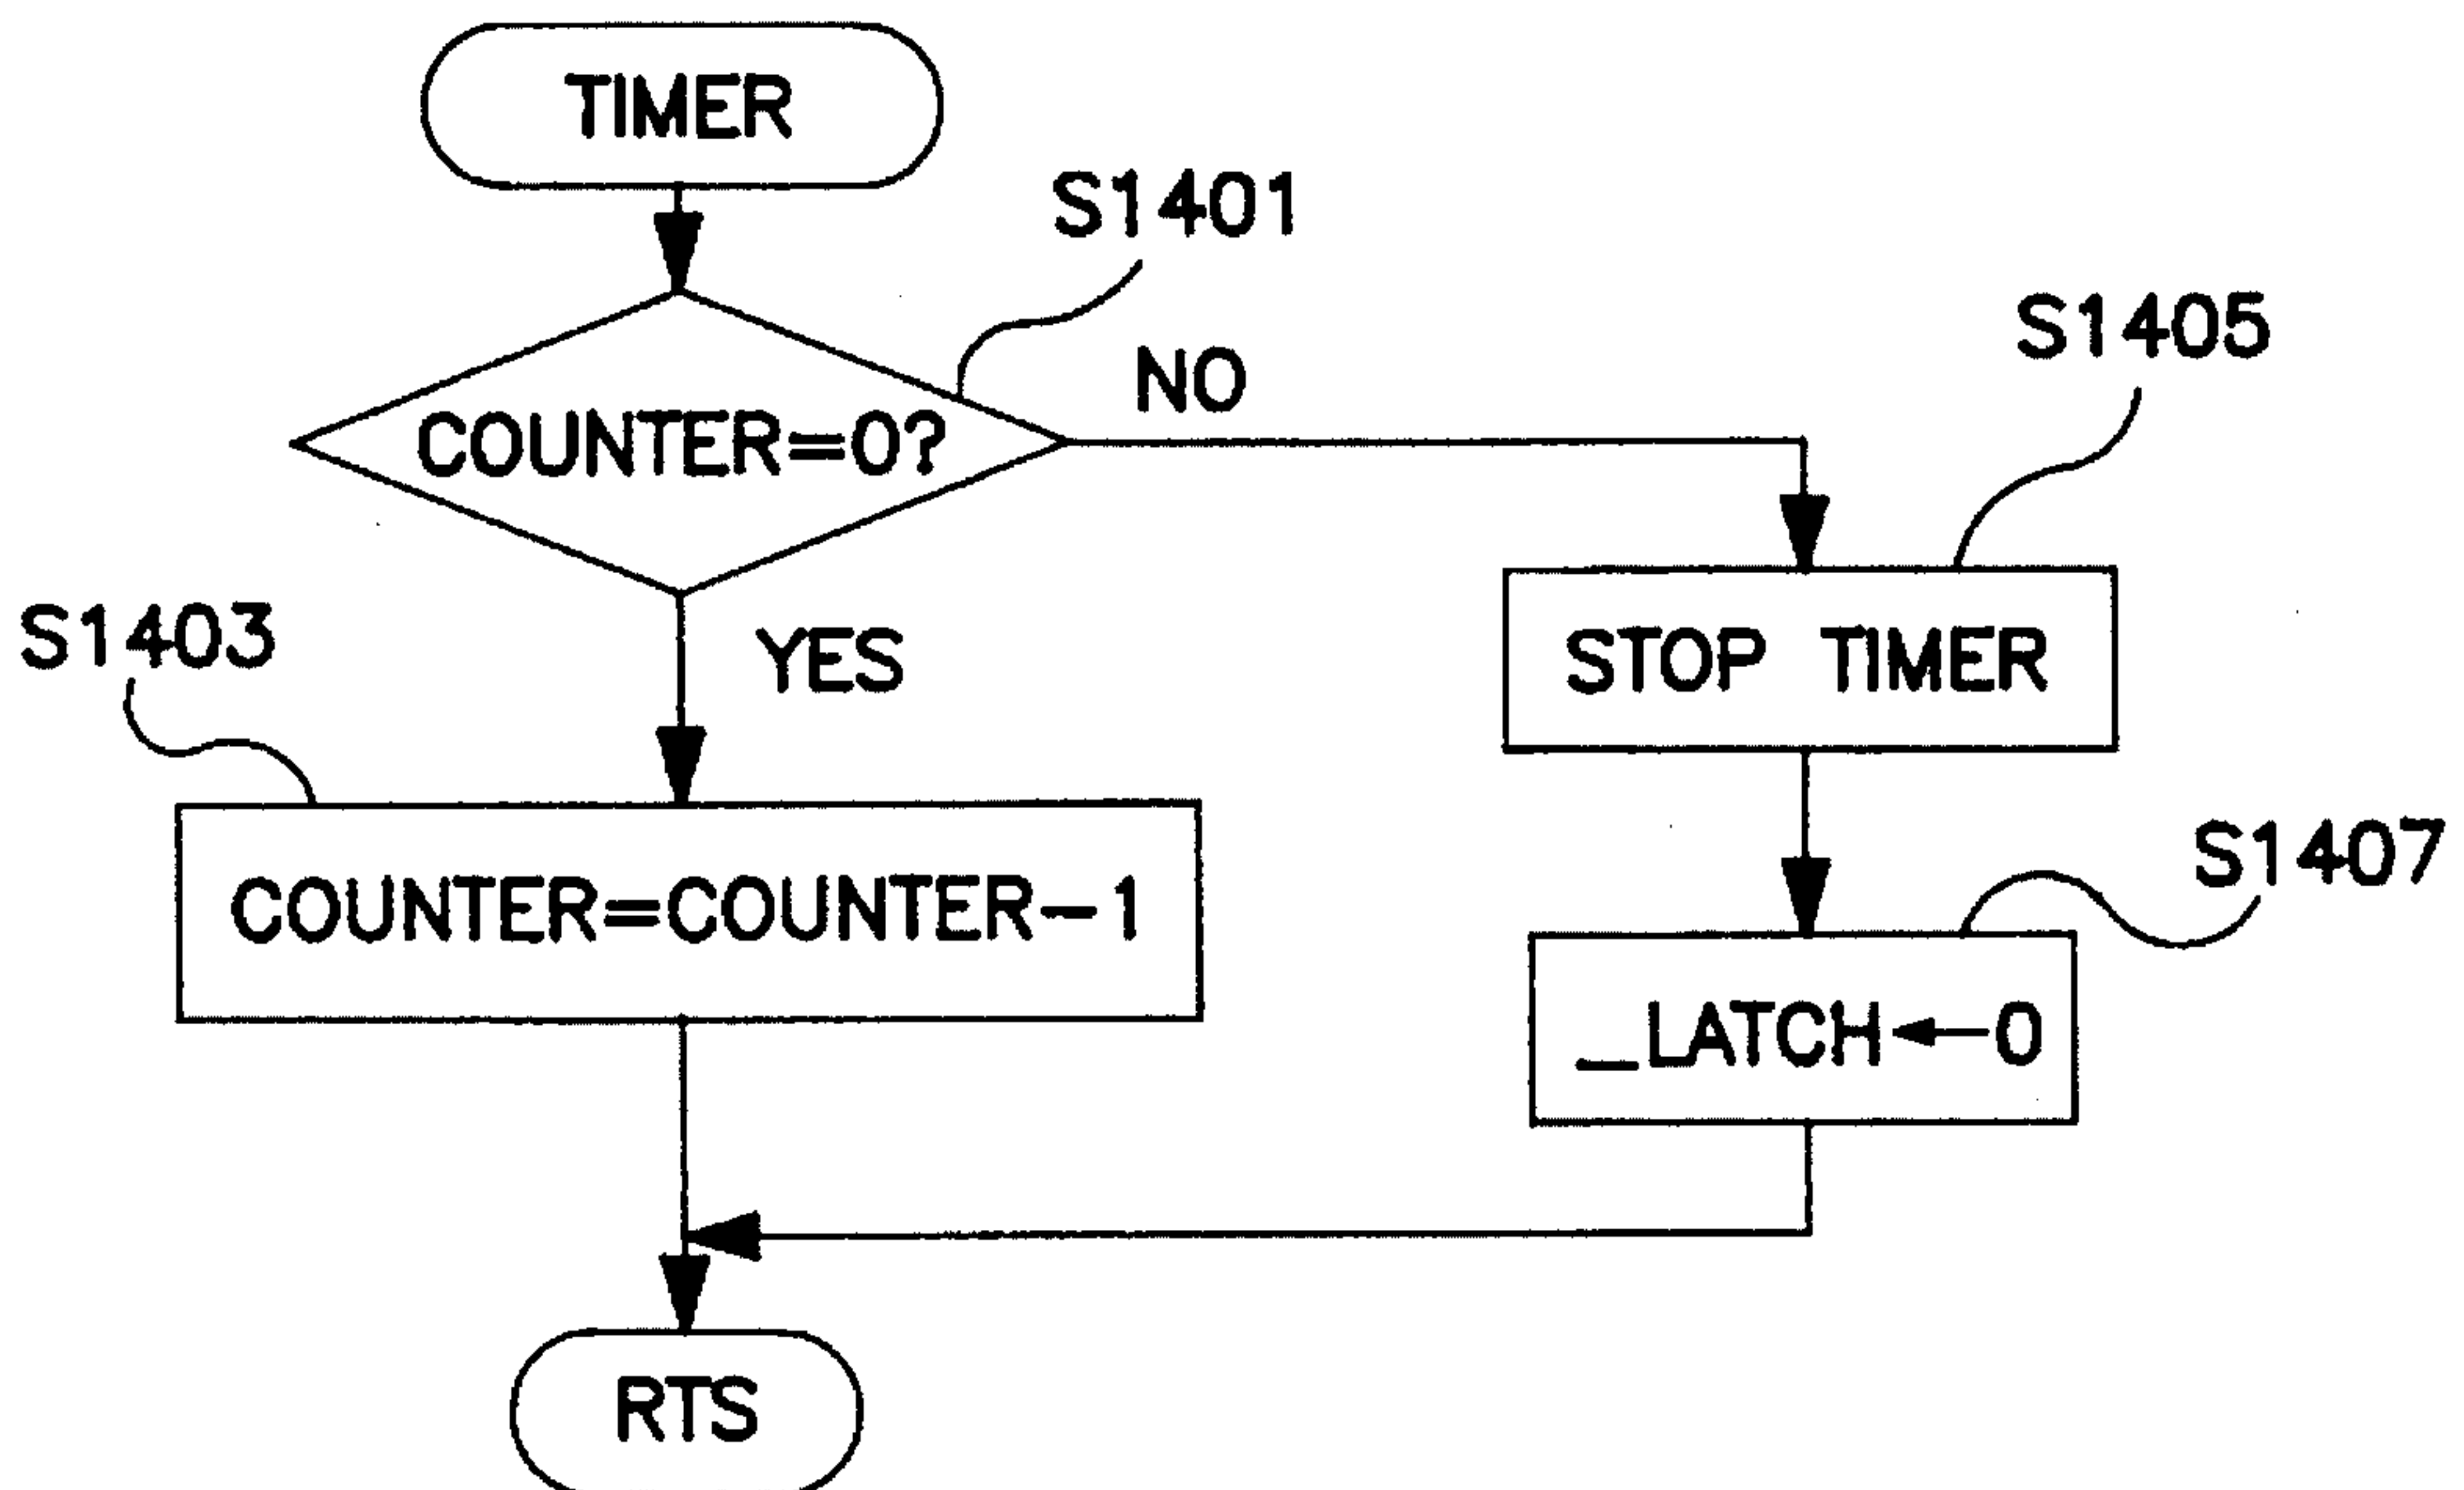 TIMER
S1401
COUNTER=0?
NO
S1405
S1403
YES
STOP TIMER
COUNTER=COUNTER-1
S1407
_LATCH←0
RTS